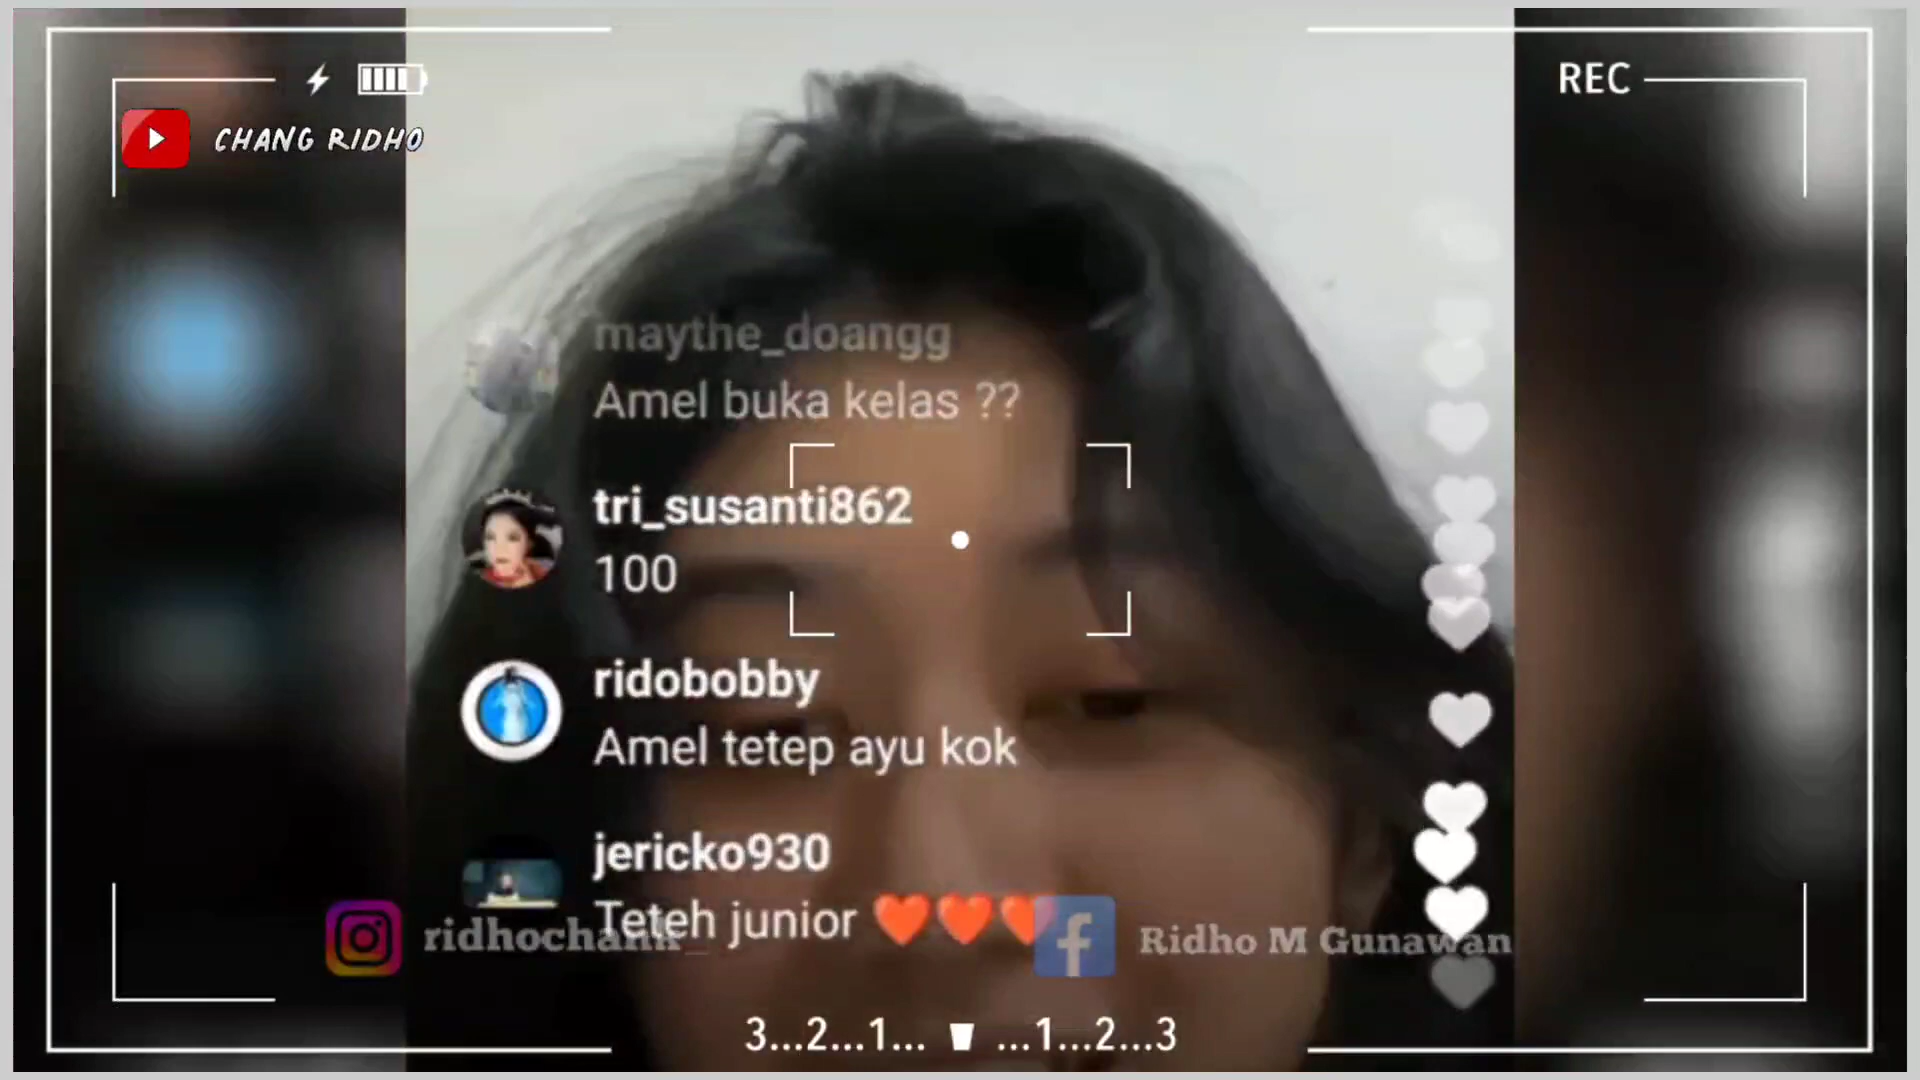 REC
CHANG RIDHO
maythe_doangg
Amel buka kelas ??
tri_susanti862
100
ridobobby
Amel tetep ayu kok
jericko930
Teteh junior ❤️❤️❤️
Ridho M Gunawan
3...2...1... ...1...2...3